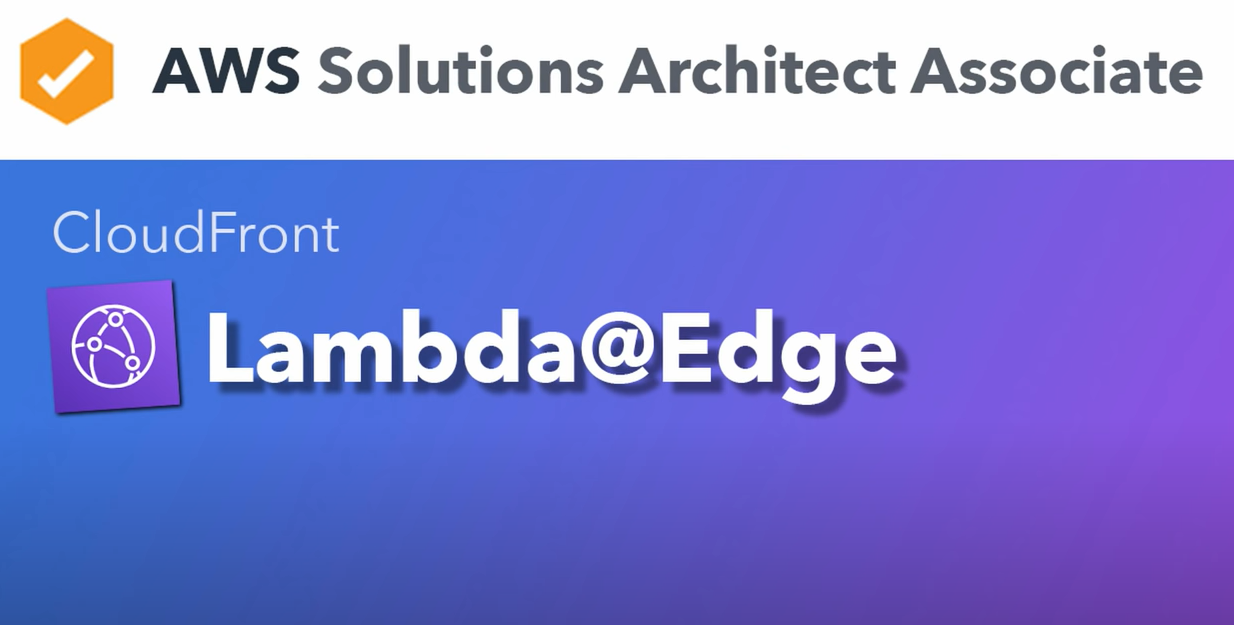 AWS Solutions Architect Associate
CloudFront
Lambda@Edge